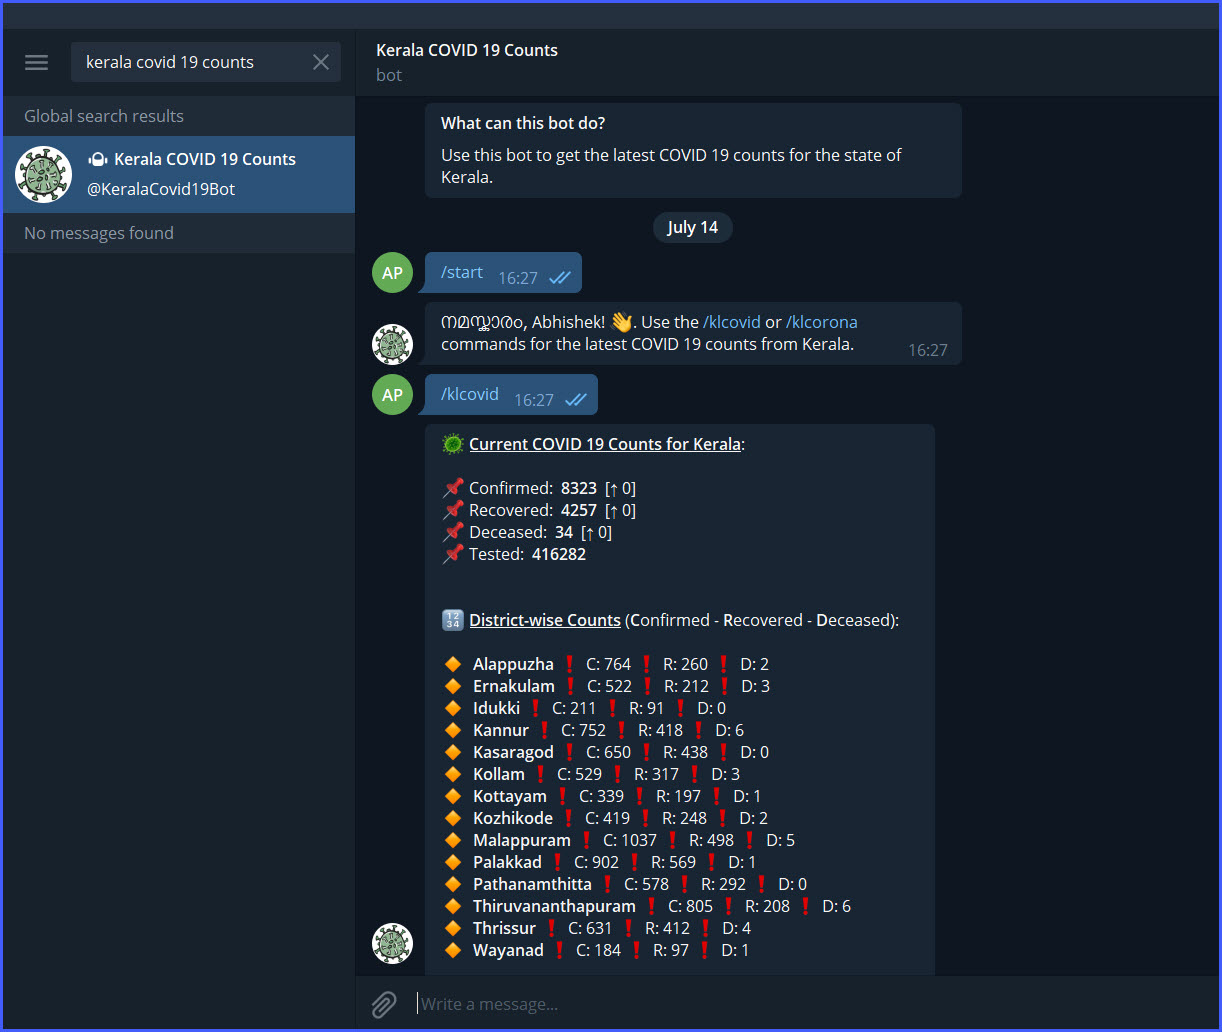 kerala covid 19 counts
Global search results
Kerala COVID 19 Counts
@KeralaCovid19Bot
No messages found
Kerala COVID 19 Counts
bot
What can this bot do?
Use this bot to get the latest COVID 19 counts for the state of
Kerala.
July 14
AP
/start 16:27
നമസ്കാരം, Abhishek! 👋. Use the /klcovid or /klcorona
commands for the latest COVID 19 counts from Kerala. 16:27
AP
/klcovid 16:27
Current COVID 19 Counts for Kerala:
Confirmed: 8323 [↑ 0]
Recovered: 4257 [↑ 0]
Deceased: 34 [↑ 0]
Tested: 416282
🔢 District-wise Counts (Confirmed - Recovered - Deceased):
🔶 Alappuzha ❗ C: 764 ❗ R: 260 ❗ D: 2
🔶 Ernakulam ❗ C: 522 ❗ R: 212 ❗ D: 3
🔶 Idukki ❗ C: 211 ❗ R: 91 ❗ D: 0
🔶 Kannur ❗ C: 752 ❗ R: 418 ❗ D: 6
🔶 Kasaragod ❗ C: 650 ❗ R: 438 ❗ D: 0
🔶 Kollam ❗ C: 529 ❗ R: 317 ❗ D: 3
🔶 Kottayam ❗ C: 339 ❗ R: 197 ❗ D: 1
🔶 Kozhikode ❗ C: 419 ❗ R: 248 ❗ D: 2
🔶 Malappuram ❗ C: 1037 ❗ R: 498 ❗ D: 5
🔶 Palakkad ❗ C: 902 ❗ R: 569 ❗ D: 1
🔶 Pathanamthitta ❗ C: 578 ❗ R: 292 ❗ D: 0
🔶 Thiruvananthapuram ❗ C: 805 ❗ R: 208 ❗ D: 6
🔶 Thrissur ❗ C: 631 ❗ R: 412 ❗ D: 4
🔶 Wayanad ❗ C: 184 ❗ R: 97 ❗ D: 1
Write a message...